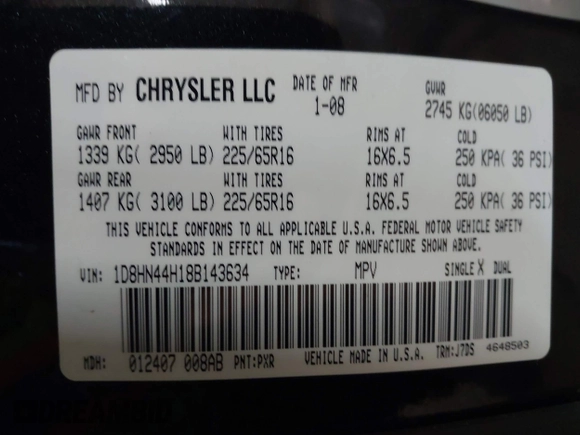 MFD BY CHRYSLER LLC DATE OF MFR GVWR
1-08 2745 KG(06050 LB)
GAWR FRONT WITH TIRES RIMS AT COLD
1339 KG( 2950 LB) 225/65R16 16X6.5 250 KPA( 36 PSI)
GAWR REAR WITH TIRES RIMS AT COLD
1407 KG( 3100 LB) 225/65R16 16X6.5 250 KPA( 36 PSI)
THIS VEHICLE CONFORMS TO ALL APPLICABLE U.S.A. FEDERAL MOTOR VEHICLE SAFETY
STANDARDS IN EFFECT ON THE DATE OF MANUFACTURE SHOWN ABOVE.
VIN: 1D8HN44H18B143634 TYPE: MPV SINGLE X DUAL
MDH: 012407 008AB PNT:PXR VEHICLE MADE IN U.S.A. TRM:J7DS 4648503